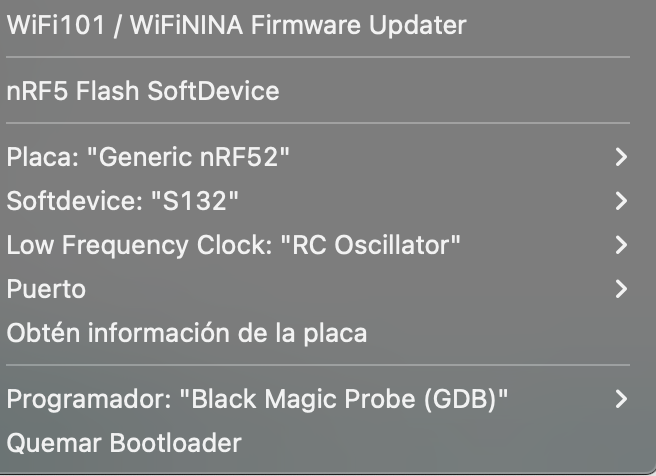 WiFi101 / WiFiNINA Firmware Updater
nRF5 Flash SoftDevice
Placa: "Generic nRF52"
Softdevice: "S132"
Low Frequency Clock: "RC Oscillator"
Puerto
Obtén información de la placa
Programador: "Black Magic Probe (GDB)"
Quemar Bootloader